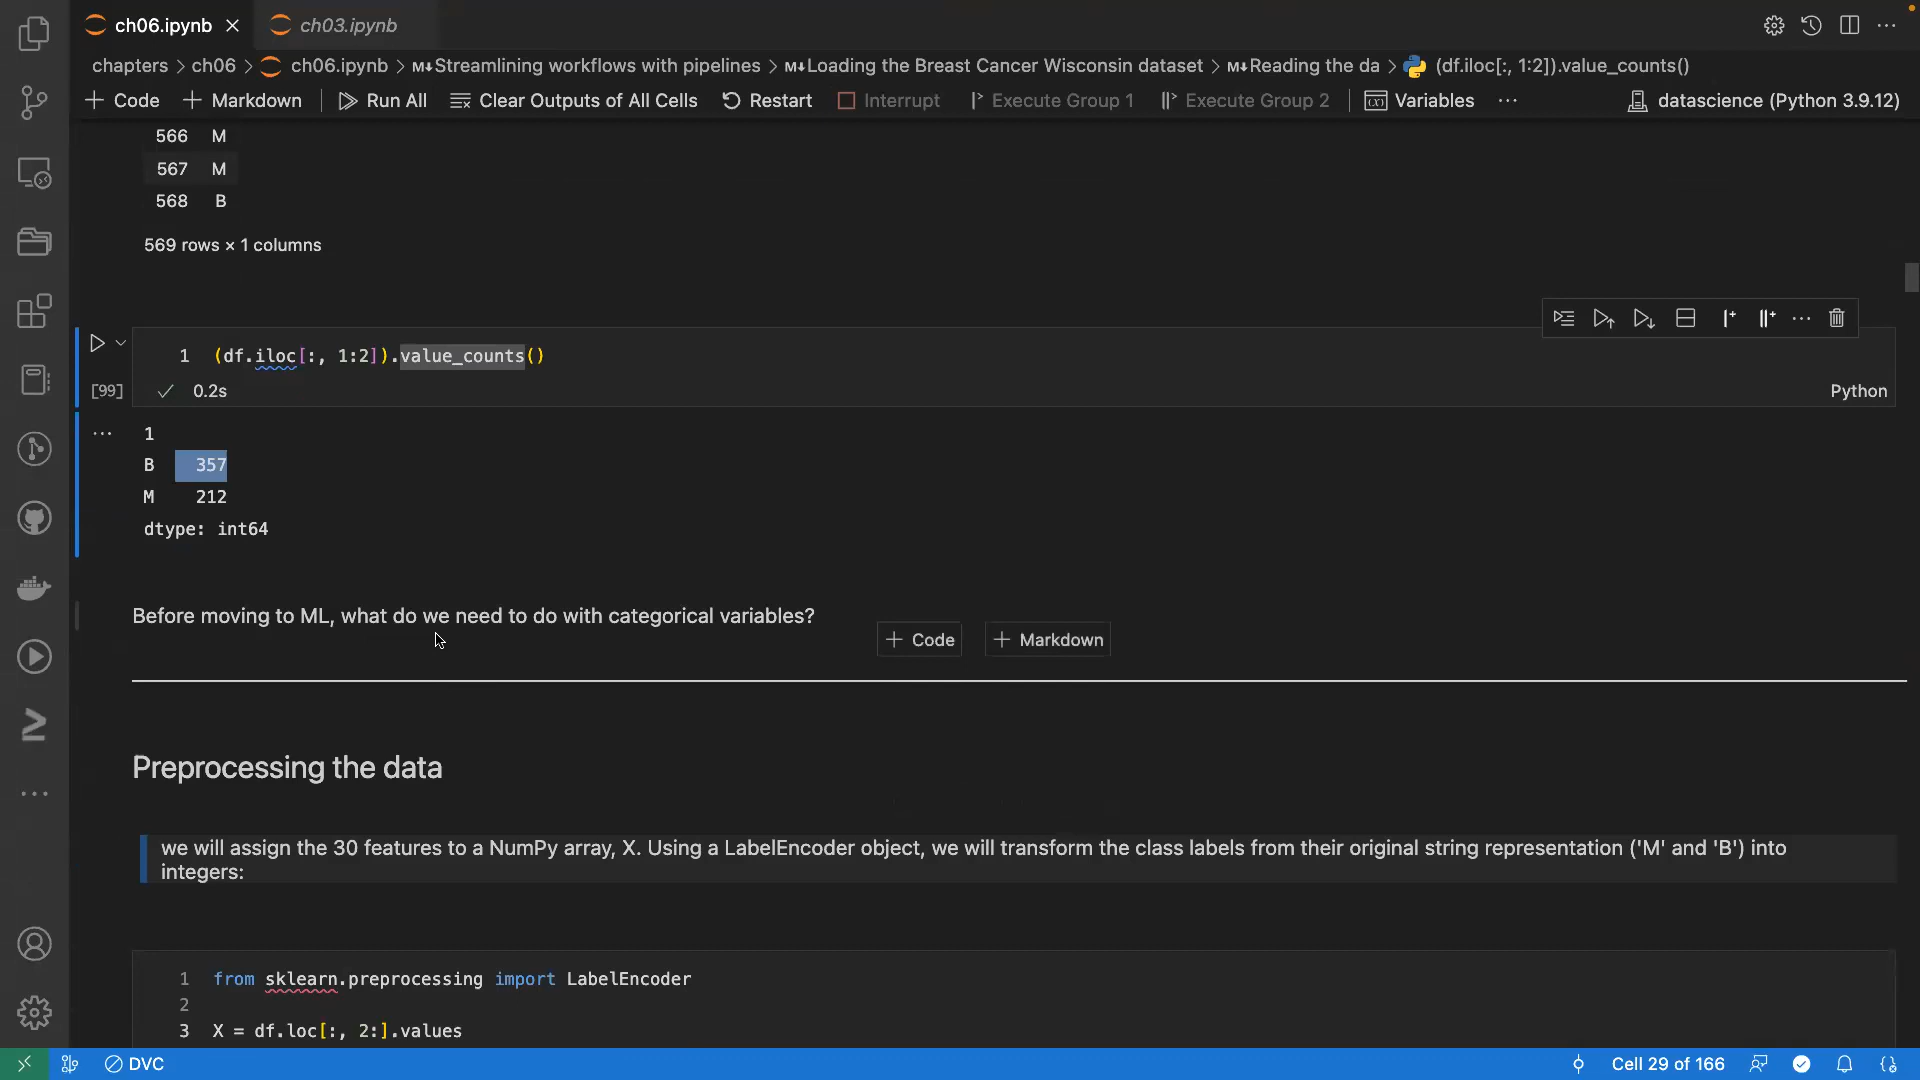 ch06.ipynb
ch03.ipynb
chapters > ch06 > ch06.ipynb > M↓Streamlining workflows with pipelines > M↓Loading the Breast Cancer Wisconsin dataset > M↓Reading the da > (df.iloc[:, 1:2]).value_counts()
+ Code + Markdown Run All Clear Outputs of All Cells Restart Interrupt Execute Group 1 Execute Group 2 Variables ... datascience (Python 3.9.12)
566 M
567 M
568 B
569 rows × 1 columns
1 (df.iloc[:, 1:2]).value_counts()
[99] ✓ 0.2s Python
... 1
B 357
M 212
dtype: int64
Before moving to ML, what do we need to do with categorical variables?
+ Code + Markdown
Preprocessing the data
we will assign the 30 features to a NumPy array, X. Using a LabelEncoder object, we will transform the class labels from their original string representation ('M' and 'B') into
integers:
1 from sklearn.preprocessing import LabelEncoder
2
3 X = df.loc[:, 2:].values
DVC Cell 29 of 166